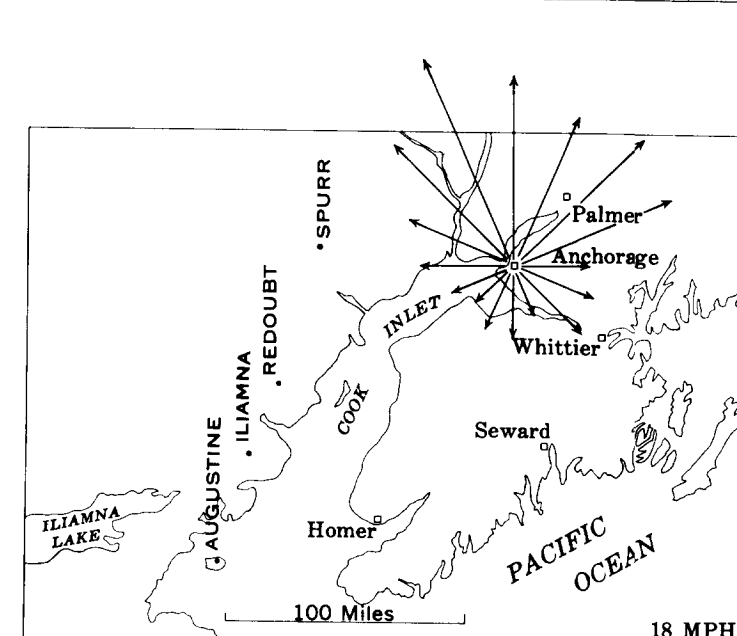 SPURR
Palmer
Anchorage
REDOUBT
INLET
Whittier
ILIAMNA
COOK
AUGUSTINE
Seward
ILIAMNA
LAKE
Homer
PACIFIC
OCEAN
100 Miles
18 MPH